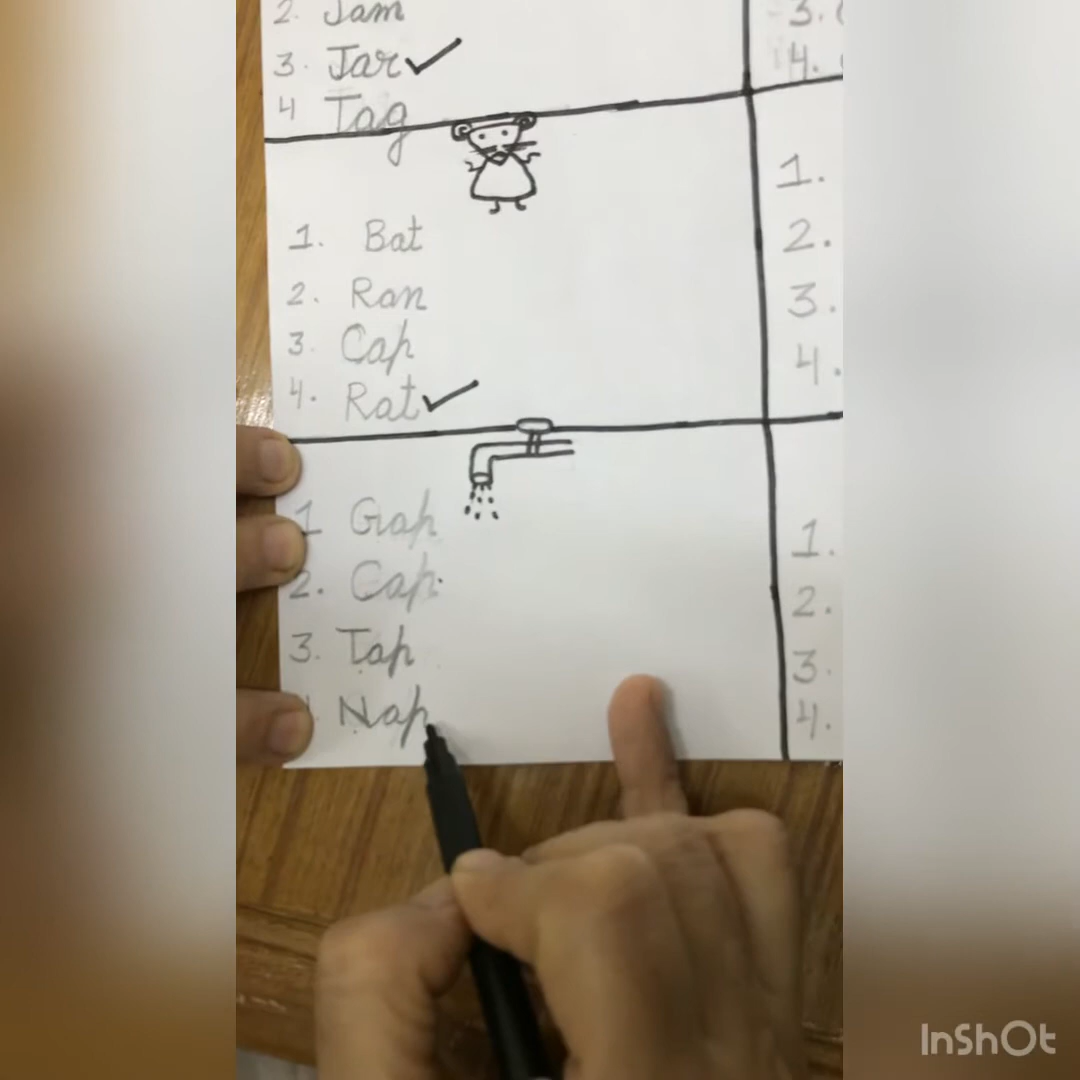 2. Jam
3. Jar
4 Tag
1. Bat
2. Ran
3. Cap
4. Rat
1 Gap
2. Cap.
3. Tap
Nap
3.
4.
1.
2.
3.
4.
1.
2.
3.
4.
InShOt